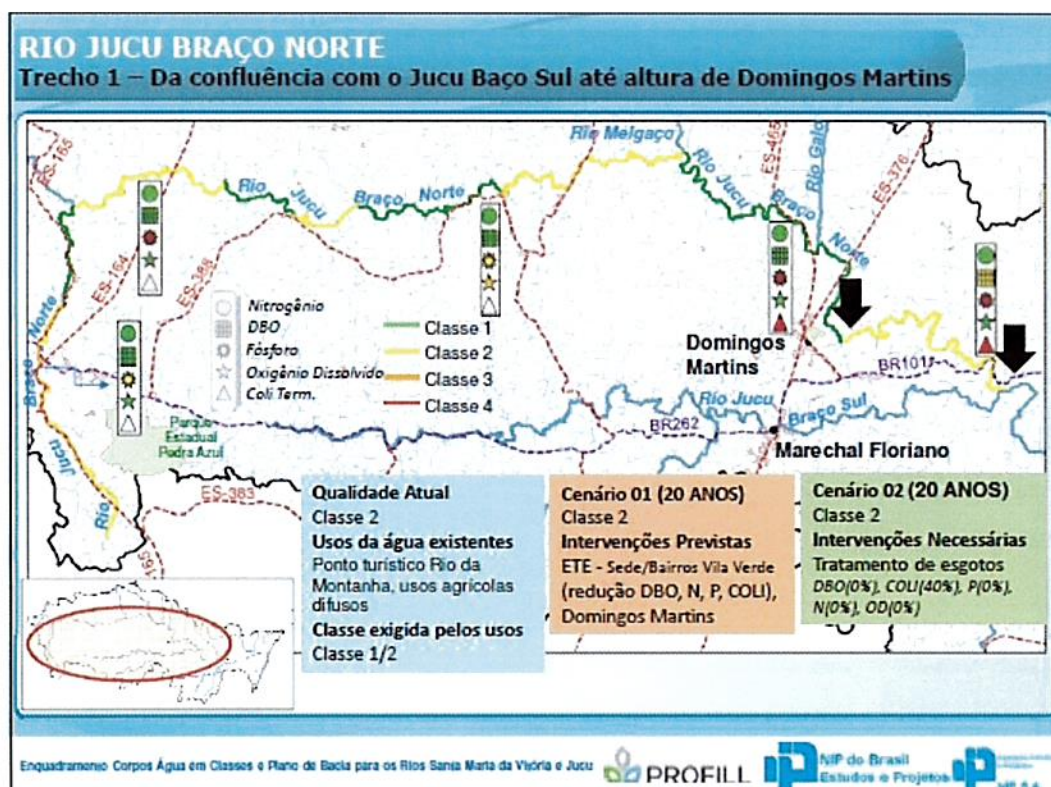 RIO JUCU BRAÇO NORTE
Trecho 1 – Da confluência com o Jucu Baço Sul até altura de Domingos Martins
ES-165
Rio Melgaço
ES-465
Rio Galo
ES-376
Rio Jucu Braço Norte
Rio Jucu Braço Norte
ES-164
ES-388
Nitrogênio
DBO
Fósforo
Oxigênio Dissolvido
Coli Term.
Classe 1
Classe 2
Classe 3
Classe 4
Domingos
Martins
BR101
Rio Jucu Braço Sul
BR262
Marechal Floriano
Rio Jucu Braço Norte
Parque
Estadual
Pedra Azul
ES-383
Qualidade Atual
Classe 2
Usos da água existentes
Ponto turístico Rio da
Montanha, usos agrícolas
difusos
Classe exigida pelos usos
Classe 1/2
Cenário 01 (20 ANOS)
Classe 2
Intervenções Previstas
ETE - Sede/Bairros Vila Verde
(redução DBO, N, P, COLI),
Domingos Martins
Cenário 02 (20 ANOS)
Classe 2
Intervenções Necessárias
Tratamento de esgotos
DBO(0%), COLI(40%), P(0%),
N(0%), OD(0%)
Enquadramento Corpos Água em Classes e Plano de Bacia para os Rios Santa Maria da Vitória e Jucu
PROFILL
NIP do Brasil
Estudos e Projetos